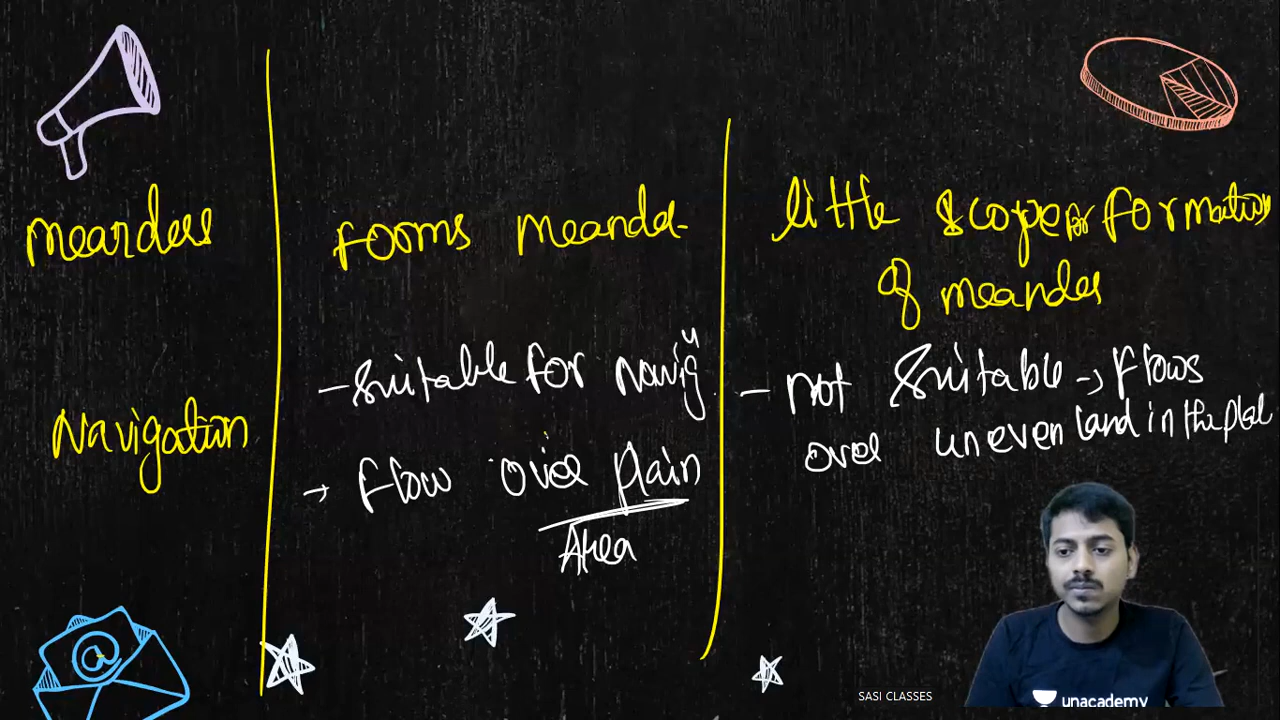 Meanders
Forms Meander
little scope for formation
of meander
Navigation
- Suitable for navig
→ Flow over plain
Area
- not Suitable → Flows
over uneven land in the plat
SASI CLASSES
unacademy